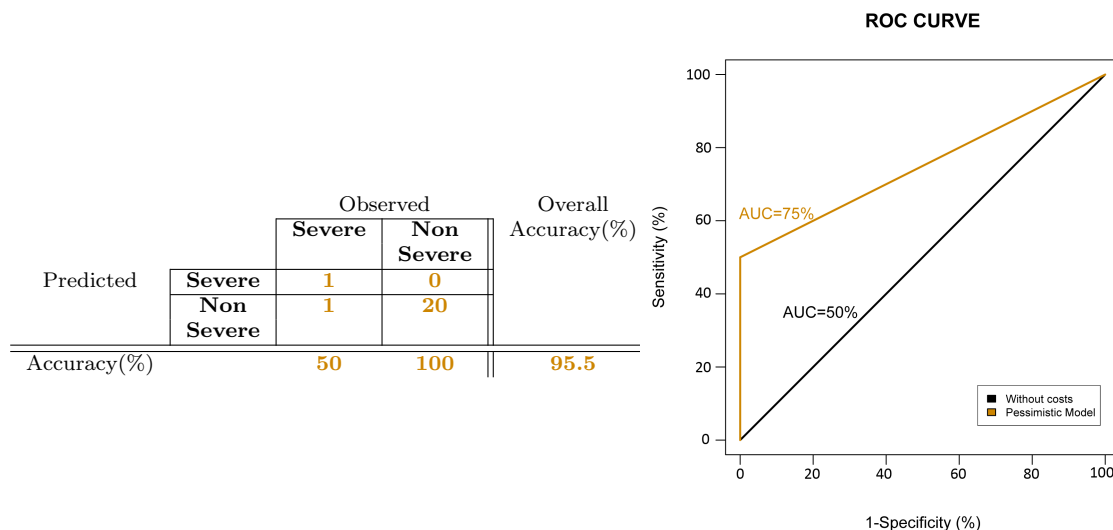 Observed Overall
Severe Non Accuracy(%)
Severe
Predicted Severe 1 0
Non 1 20
Severe
Accuracy(%) 50 100 95.5
ROC CURVE
Sensitivity (%)
100
80
60
40
20
0
AUC=75%
AUC=50%
Without costs
Pessimistic Model
0 20 40 60 80 100
1-Specificity (%)